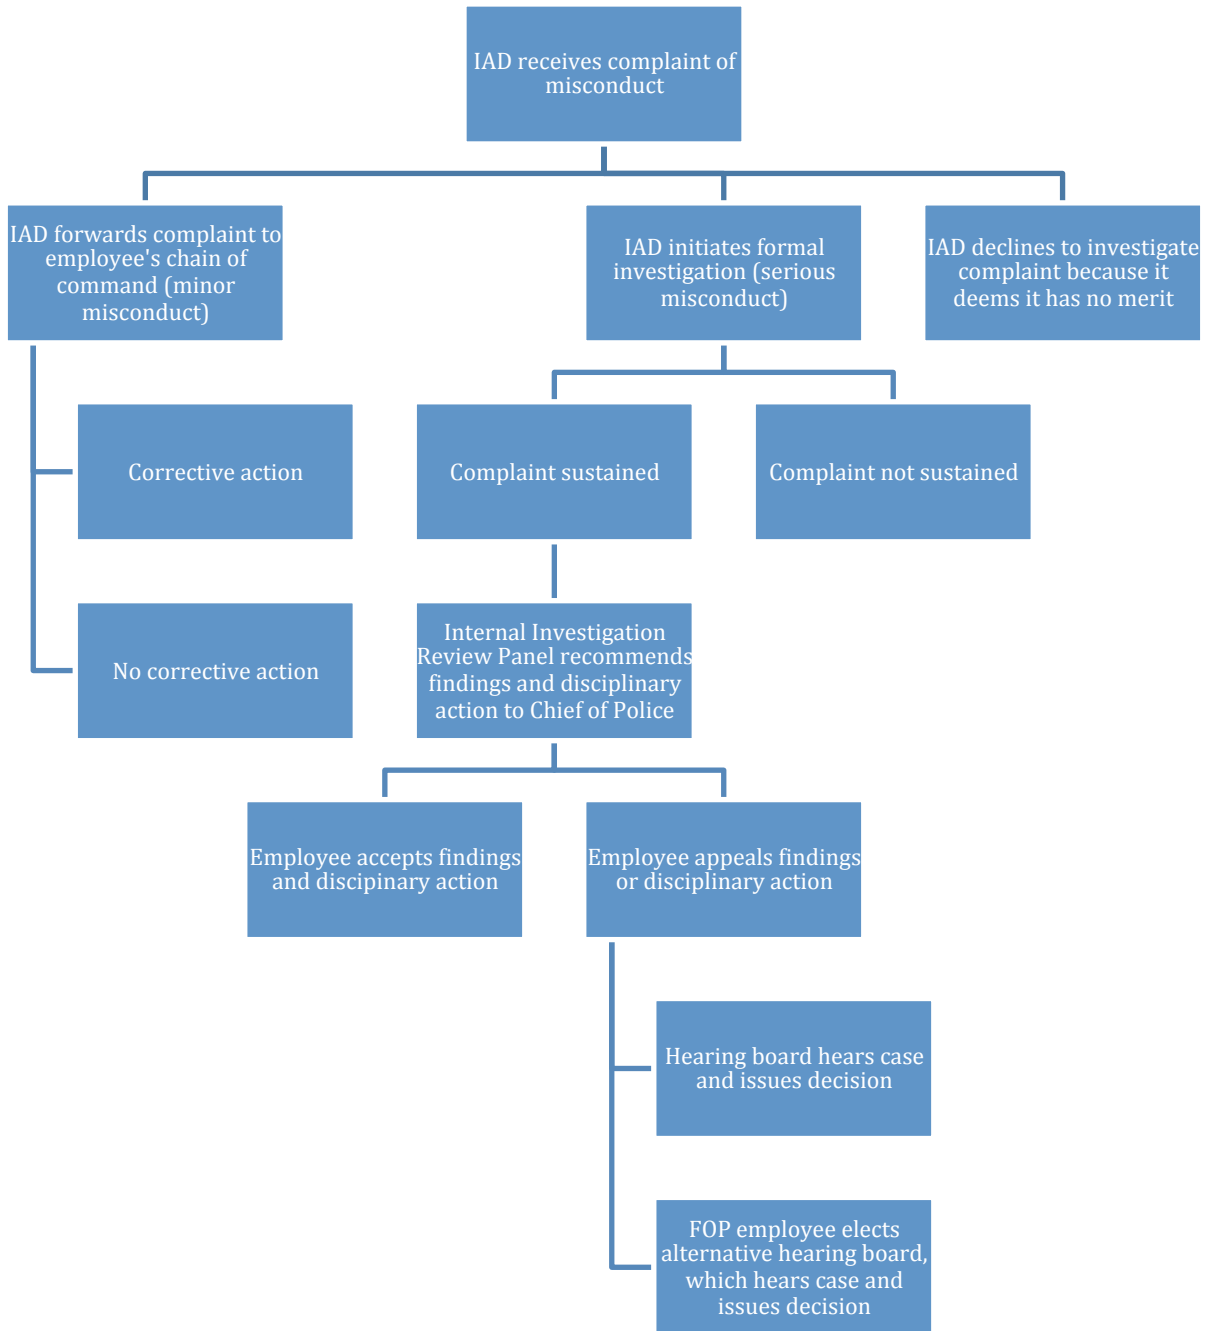 IAD receives complaint of
misconduct
IAD forwards complaint to
employee's chain of
command (minor
misconduct)
IAD initiates formal
investigation (serious
misconduct)
IAD declines to investigate
complaint because it
deems it has no merit
Corrective action
Complaint sustained
Complaint not sustained
No corrective action
Internal Investigation
Review Panel recommends
findings and disciplinary
action to Chief of Police
Employee accepts findings
and discipinary action
Employee appeals findings
or disciplinary action
Hearing board hears case
and issues decision
FOP employee elects
alternative hearing board,
which hears case and
issues decision